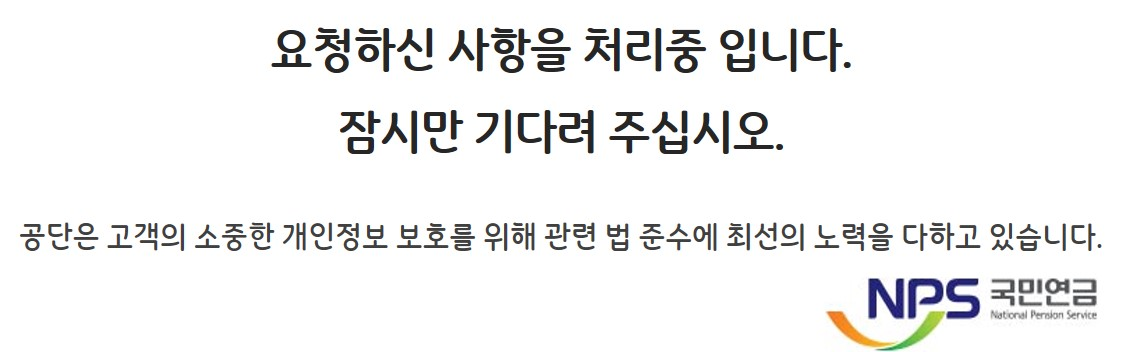 요청하신 사항을 처리중 입니다.
잠시만 기다려 주십시오.
공단은 고객의 소중한 개인정보 보호를 위해 관련 법 준수에 최선의 노력을 다하고 있습니다.
NPS 국민연금
National Pension Service